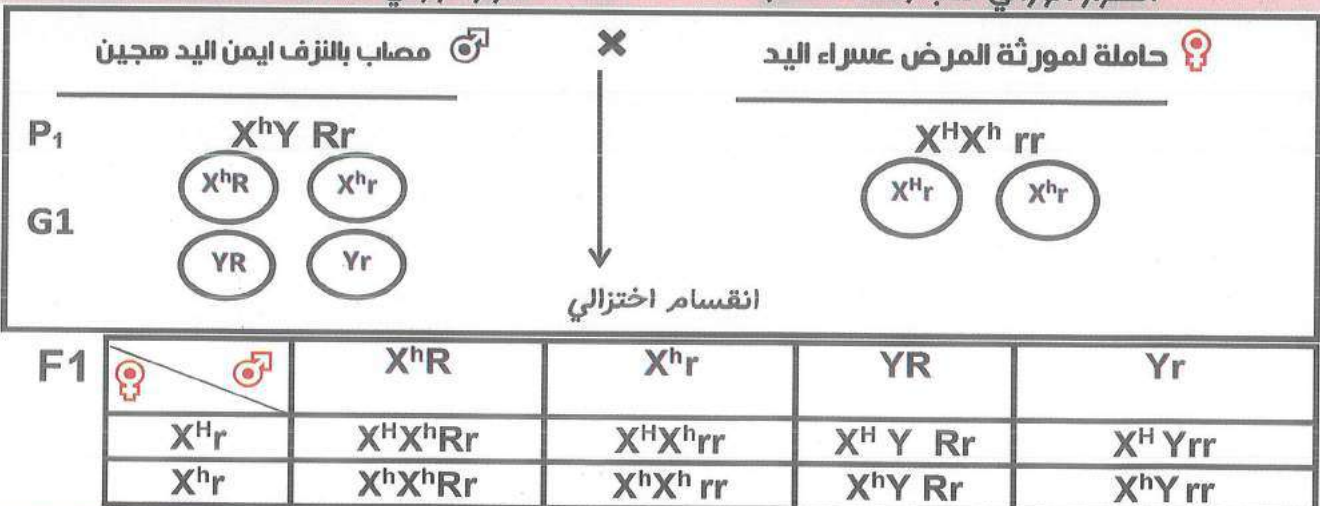 حاملة لمورثة المرض عسراء اليد × مصاب بالنزف ايمن اليد هجين
P₁ XʰY Rr XᴴXʰ rr
G1 XʰR Xʰr Xᴴr Xʰr
YR Yr
انقسام اختزالي
F1 XʰR Xʰr YR Yr
Xᴴr XᴴXʰRr XᴴXʰrr Xᴴ Y Rr Xᴴ Yrr
Xʰr XʰXʰRr XʰXʰ rr XʰY Rr XʰY rr